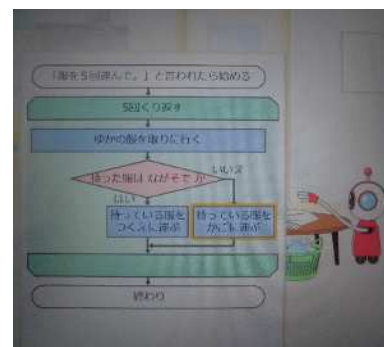 「服を5回運んで。」と言われたら始める
5回くり返す
ゆかの服を取りに行く
持った服は ながそでか
いいえ
はい
持っている服を
つくえに運ぶ
持っている服を
かごに運ぶ
終わり